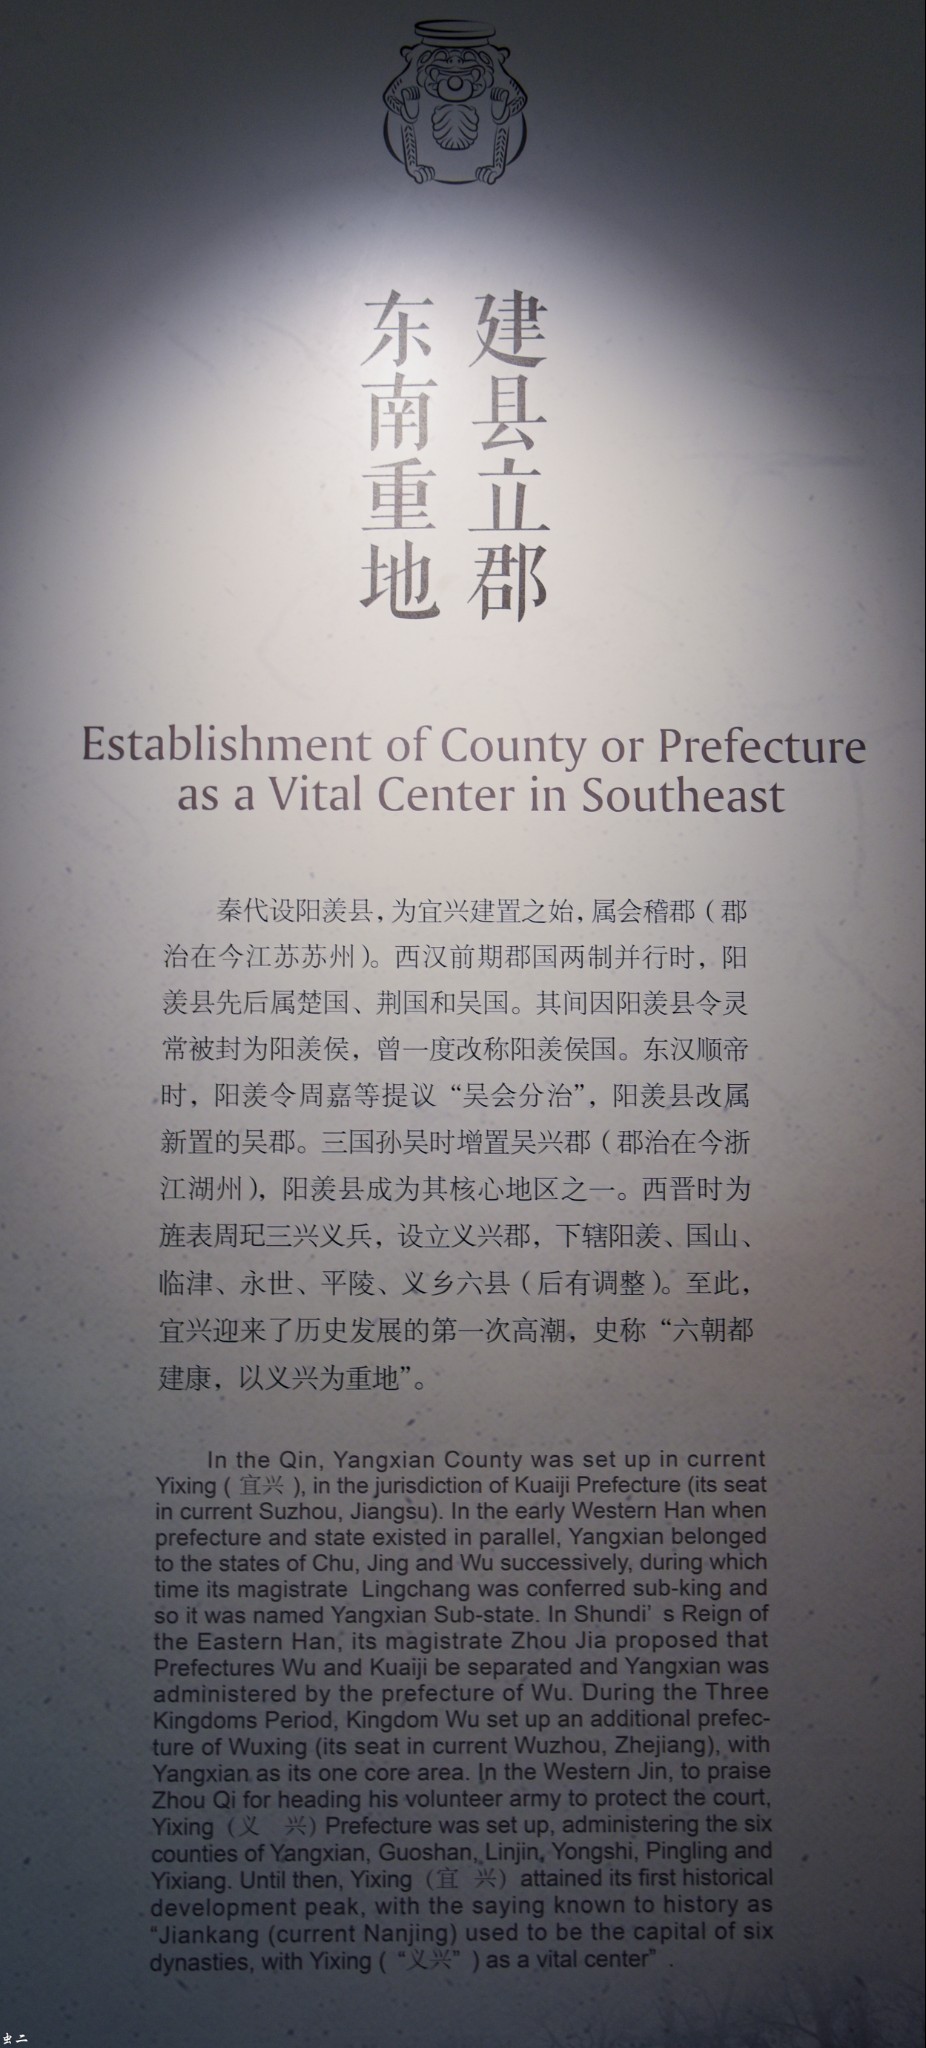 建县立郡
东南重地
Establishment of County or Prefecture
as a Vital Center in Southeast
秦代设阳羡县，为宜兴建置之始，属会稽郡（郡
治在今江苏苏州）。西汉前期郡国两制并行时，阳
羡县先后属楚国、荆国和吴国。其间因阳羡县令灵
常被封为阳羡侯，曾一度改称阳羡侯国。东汉顺帝
时，阳羡令周嘉等提议“吴会分治”，阳羡县改属
新置的吴郡。三国孙吴时增置吴兴郡（郡治在今浙
江湖州），阳羡县成为其核心地区之一。西晋时为
旌表周玘三兴义兵，设立义兴郡，下辖阳羡、国山、
临津、永世、平陵、义乡六县（后有调整）。至此，
宜兴迎来了历史发展的第一次高潮，史称“六朝都
建康，以义兴为重地”。
In the Qin, Yangxian County was set up in current
Yixing ( 宜兴 ), in the jurisdiction of Kuaiji Prefecture (its seat
in current Suzhou, Jiangsu). In the early Western Han when
prefecture and state existed in parallel, Yangxian belonged
to the states of Chu, Jing and Wu successively, during which
time its magistrate Lingchang was conferred sub-king and
so it was named Yangxian Sub-state. In Shundi’ s Reign of
the Eastern Han, its magistrate Zhou Jia proposed that
Prefectures Wu and Kuaiji be separated and Yangxian was
administered by the prefecture of Wu. During the Three
Kingdoms Period, Kingdom Wu set up an additional prefec-
ture of Wuxing (its seat in current Wuzhou, Zhejiang), with
Yangxian as its one core area. In the Western Jin, to praise
Zhou Qi for heading his volunteer army to protect the court,
Yixing （义 兴）Prefecture was set up, administering the six
counties of Yangxian, Guoshan, Linjin, Yongshi, Pingling and
Yixiang. Until then, Yixing （宜 兴） attained its first historical
development peak, with the saying known to history as
“Jiankang (current Nanjing) used to be the capital of six
dynasties, with Yixing ( “义兴” ) as a vital center” .
虫二